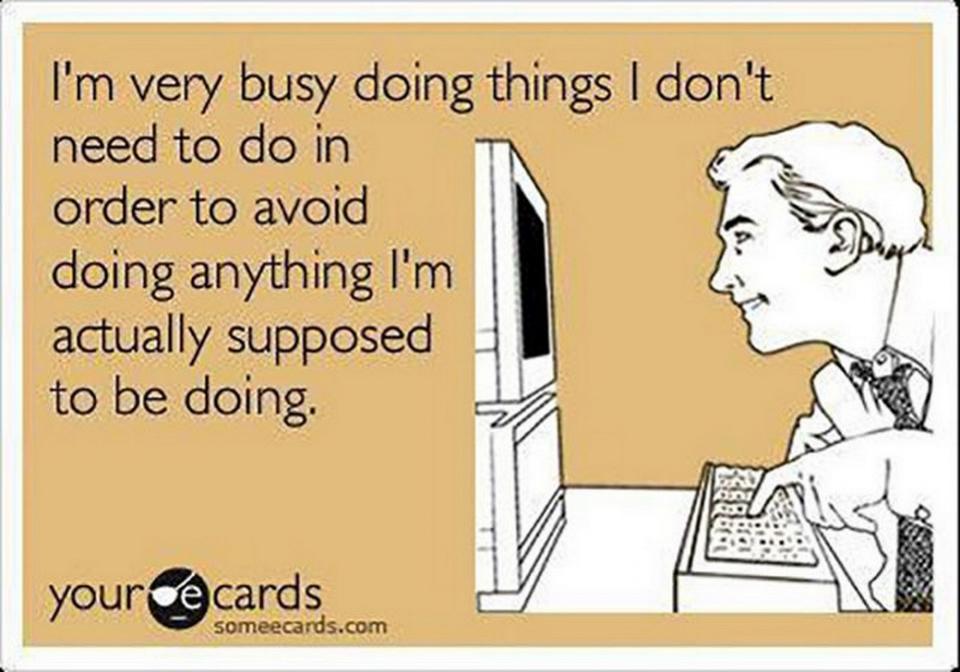 I'm very busy doing things I don't
need to do in
order to avoid
doing anything I'm
actually supposed
to be doing.
your e cards
someecards.com